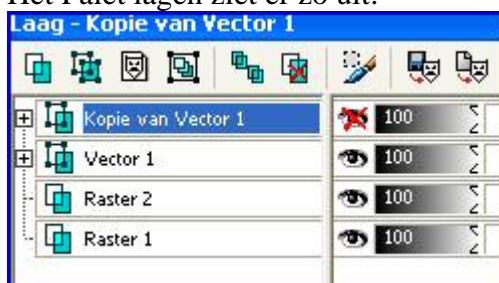 Het Palet lagen ziet er zo uit:
Laag - Kopie van Vector 1
Kopie van Vector 1 100
Vector 1 100
Raster 2 100
Raster 1 100